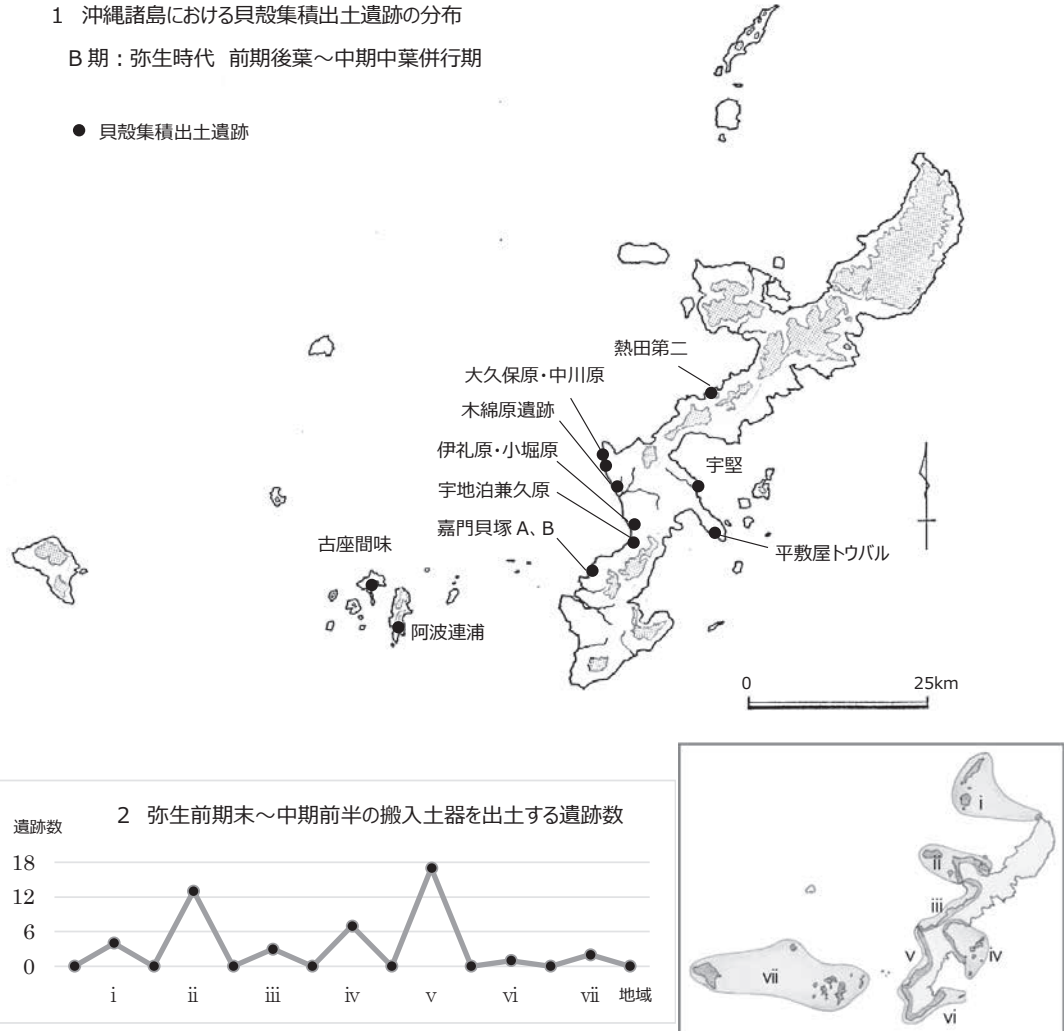 1 沖縄諸島における貝殻集積出土遺跡の分布
B期：弥生時代 前期後葉～中期中葉併行期
● 貝殻集積出土遺跡
熱田第二
大久保原・中川原
木綿原遺跡
伊礼原・小堀原
宇堅
宇地泊兼久原
嘉門貝塚A、B
平敷屋トウバル
古座間味
阿波連浦
0 25km
2 弥生前期末～中期前半の搬入土器を出土する遺跡数
遺跡数
18
12
6
0
i ii iii iv v vi vii 地域
i
ii
iii
v
iv
vii
vi